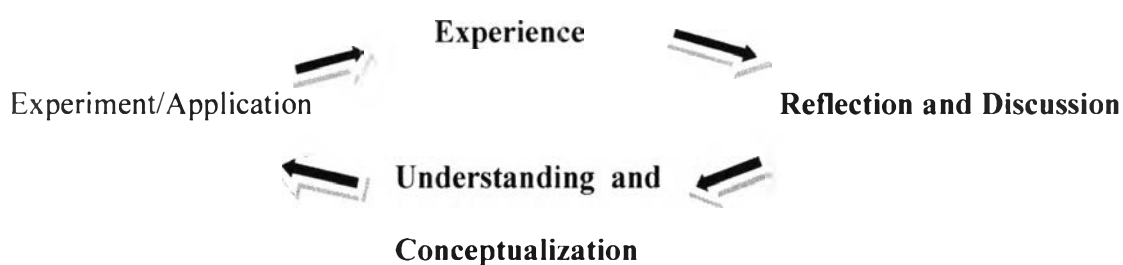 Experience
Experiment/Application
Reflection and Discussion
Understanding and
Conceptualization